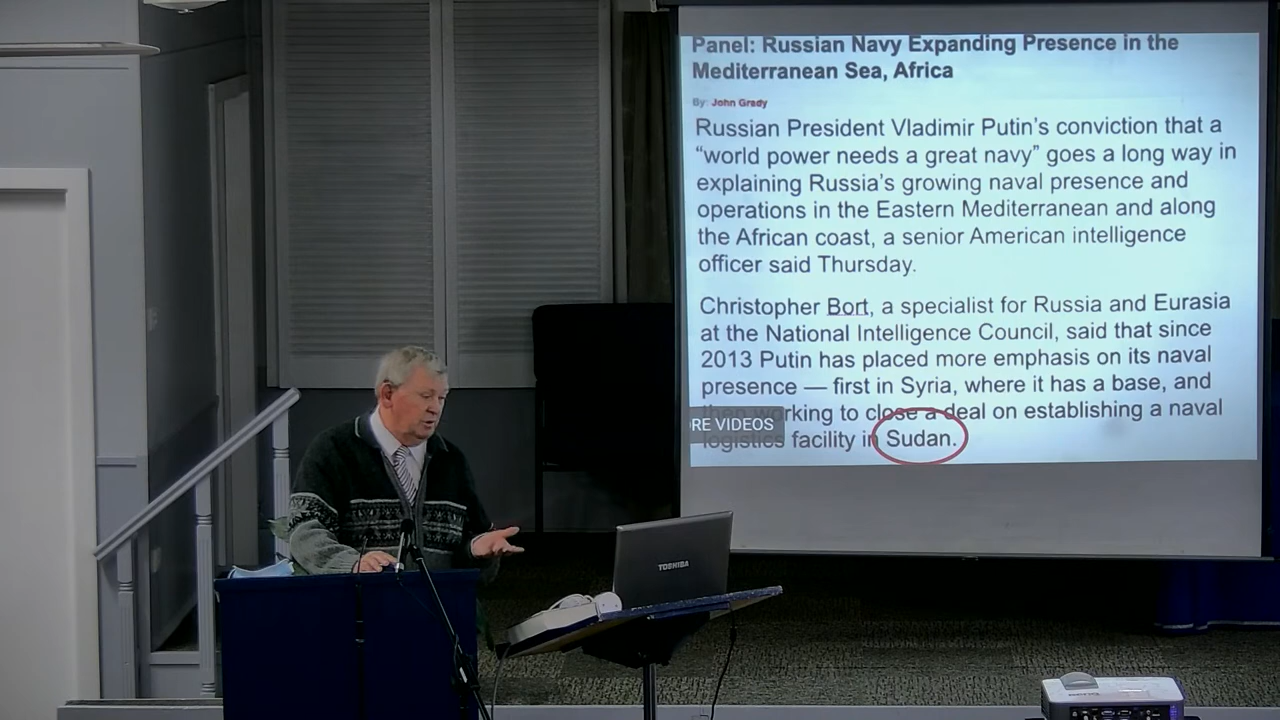 Panel: Russian Navy Expanding Presence in the
Mediterranean Sea, Africa
By: John Grady
Russian President Vladimir Putin's conviction that a
“world power needs a great navy” goes a long way in
explaining Russia's growing naval presence and
operations in the Eastern Mediterranean and along
the African coast, a senior American intelligence
officer said Thursday.
Christopher Bort, a specialist for Russia and Eurasia
at the National Intelligence Council, said that since
2013 Putin has placed more emphasis on its naval
presence — first in Syria, where it has a base, and
then working to close a deal on establishing a naval
RE VIDEOS
logistics facility in Sudan.
TOSHIBA